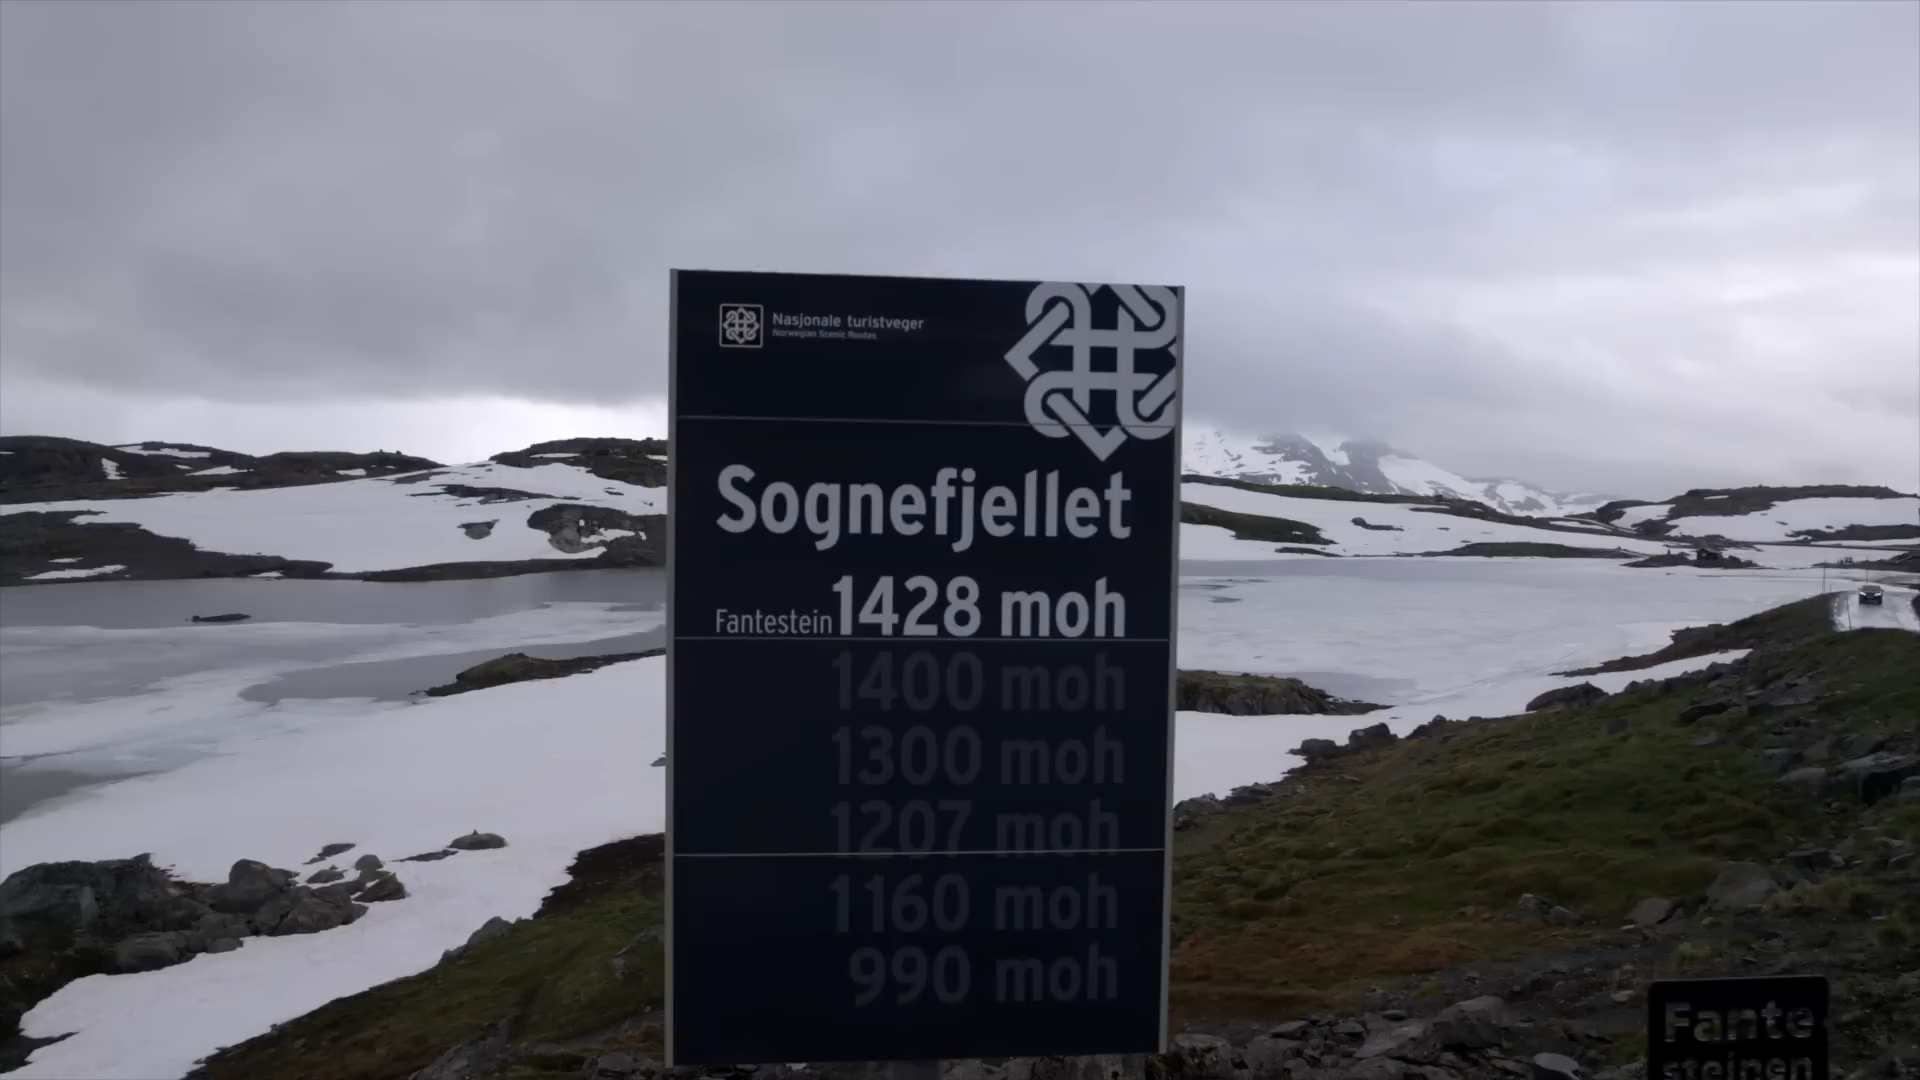 Nasjonale turistveger
Norwegian Scenic Routes
Sognefjellet
Fantestein 1428 moh
1400 moh
1300 moh
1207 moh
1160 moh
990 moh
Fante
steinen